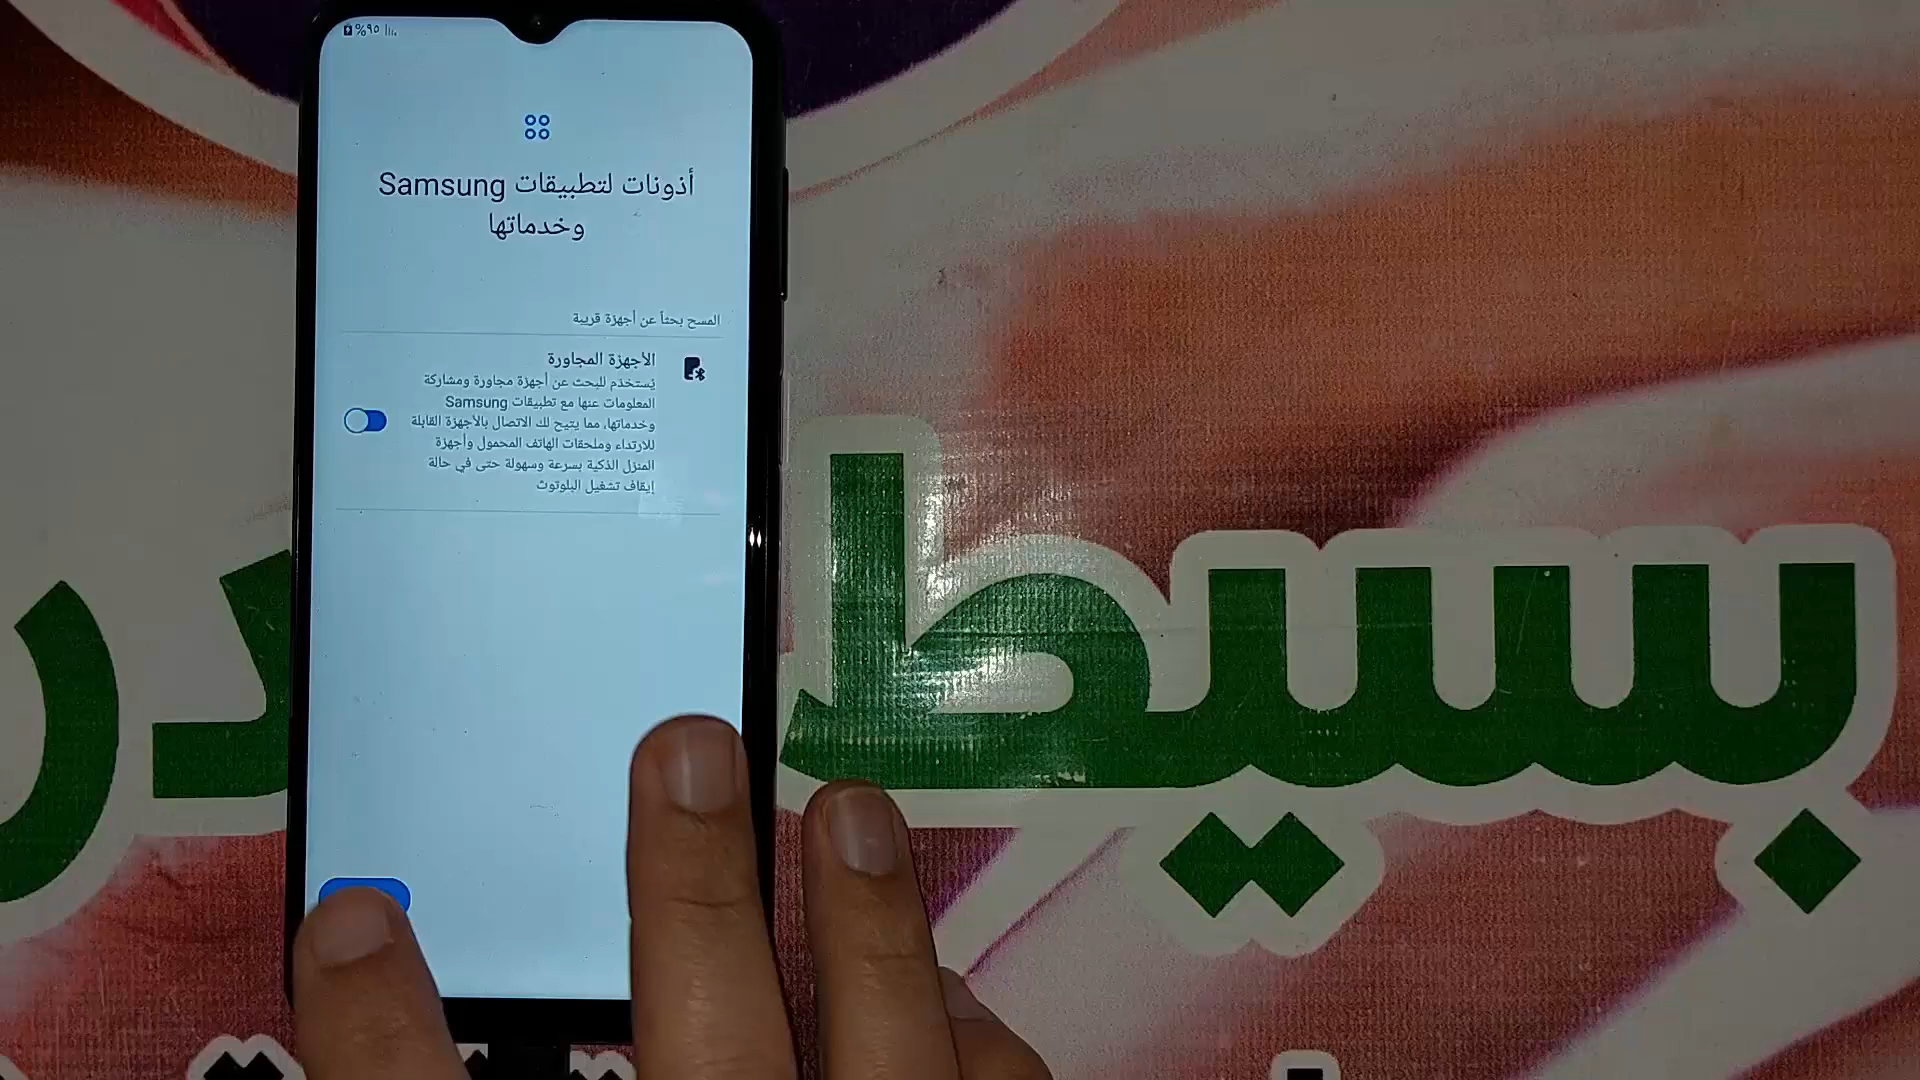 %٩٥
أذونات لتطبيقات Samsung
وخدماتها
المسح بحثاً عن أجهزة قريبة
الأجهزة المجاورة
يُستخدَم للبحث عن أجهزة مجاورة ومشاركة
المعلومات عنها مع تطبيقات Samsung
وخدماتها، مما يتيح لك الاتصال بالأجهزة القابلة
للارتداء وملحقات الهاتف المحمول وأجهزة
المنزل الذكية بسرعة وسهولة حتى في حالة
إيقاف تشغيل البلوتوث
بسيط